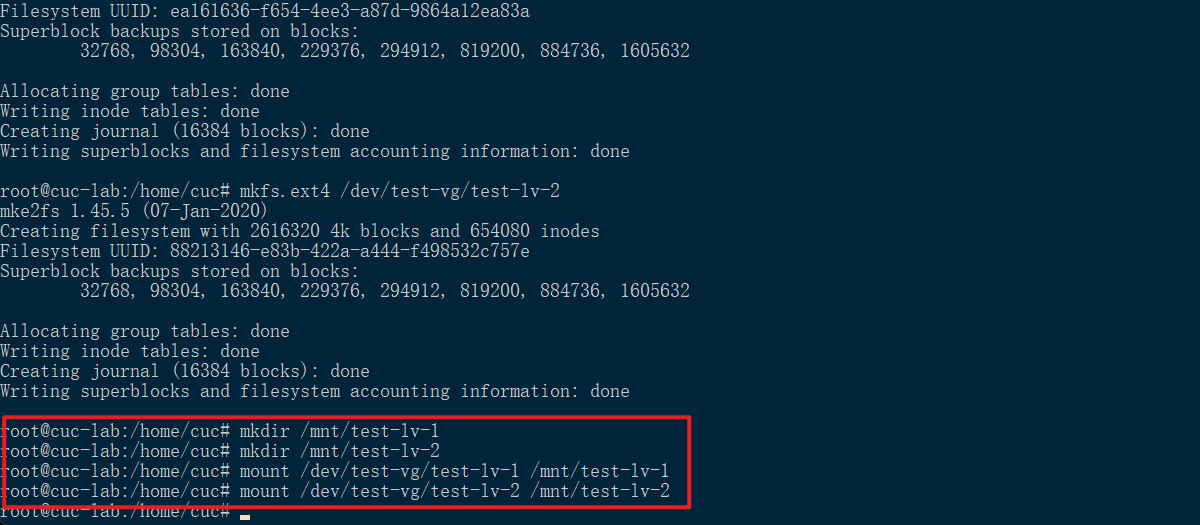 Filesystem UUID: ea161636-f654-4ee3-a87d-9864a12ea83a
Superblock backups stored on blocks:
        32768, 98304, 163840, 229376, 294912, 819200, 884736, 1605632

Allocating group tables: done
Writing inode tables: done
Creating journal (16384 blocks): done
Writing superblocks and filesystem accounting information: done

root@cuc-lab:/home/cuc# mkfs.ext4 /dev/test-vg/test-lv-2
mke2fs 1.45.5 (07-Jan-2020)
Creating filesystem with 2616320 4k blocks and 654080 inodes
Filesystem UUID: 88213146-e83b-422a-a444-f498532c757e
Superblock backups stored on blocks:
        32768, 98304, 163840, 229376, 294912, 819200, 884736, 1605632

Allocating group tables: done
Writing inode tables: done
Creating journal (16384 blocks): done
Writing superblocks and filesystem accounting information: done

root@cuc-lab:/home/cuc# mkdir /mnt/test-lv-1
root@cuc-lab:/home/cuc# mkdir /mnt/test-lv-2
root@cuc-lab:/home/cuc# mount /dev/test-vg/test-lv-1 /mnt/test-lv-1
root@cuc-lab:/home/cuc# mount /dev/test-vg/test-lv-2 /mnt/test-lv-2
root@cuc-lab:/home/cuc#